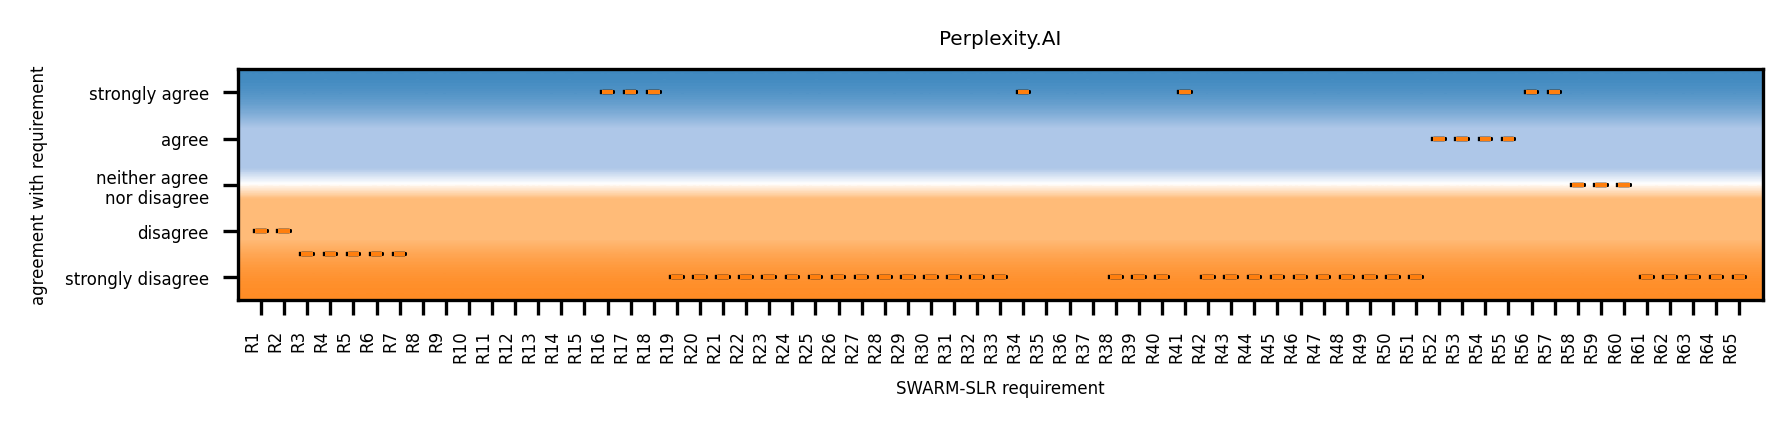 Perplexity.AI
agreement with requirement
strongly agree
agree
neither agree
nor disagree
disagree
strongly disagree
R1
R2
R3
R4
R5
R6
R7
R8
R9
R10
R11
R12
R13
R14
R15
R16
R17
R18
R19
R20
R21
R22
R23
R24
R25
R26
R27
R28
R29
R30
R31
R32
R33
R34
R35
R36
R37
R38
R39
R40
R41
R42
R43
R44
R45
R46
R47
R48
R49
R50
R51
R52
R53
R54
R55
R56
R57
R58
R59
R60
R61
R62
R63
R64
R65
SWARM-SLR requirement